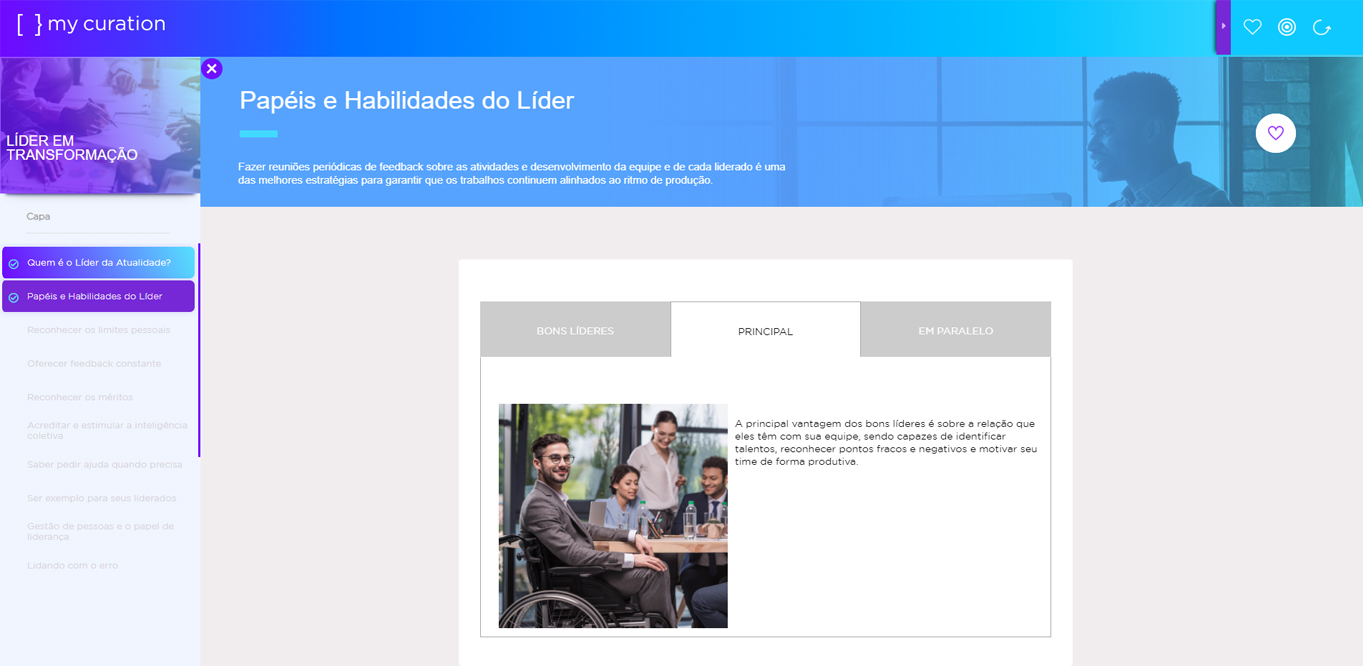 [ } my curation
LÍDER EM
TRANSFORMAÇÃO
Capa
Quem é o Líder da Atualidade?
Papéis e Habilidades do Líder
Reconhecer os limites pessoais
Oferecer feedback constante
Reconhecer os méritos
Acreditar e estimular a inteligência
coletiva
Saber pedir ajuda quando precisa
Ser exemplo para seus liderados
Gestão de pessoas e o papel de
liderança
Lidando com o erro
Papéis e Habilidades do Líder
Fazer reuniões periódicas de feedback sobre as atividades e desenvolvimento da equipe e de cada liderado é uma
das melhores estratégias para garantir que os trabalhos continuem alinhados ao ritmo de produção.
BONS LÍDERES
PRINCIPAL
EM PARALELO
A principal vantagem dos bons líderes é sobre a relação que
eles têm com sua equipe, sendo capazes de identificar
talentos, reconhecer pontos fracos e negativos e motivar seu
time de forma produtiva.